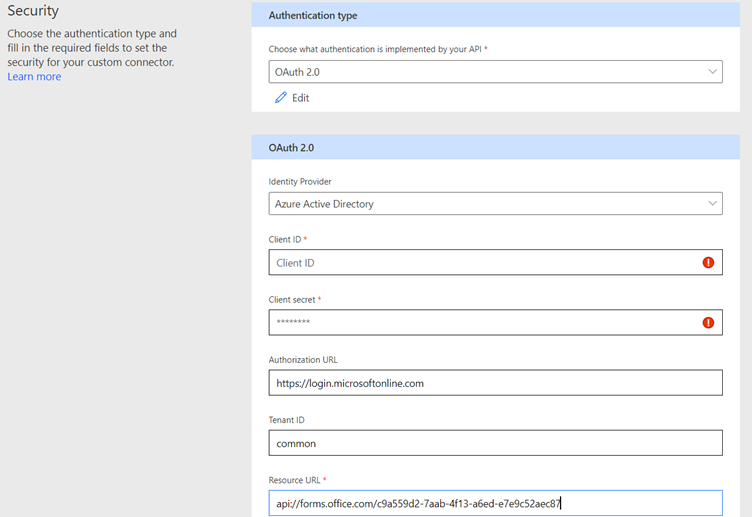 Security
Choose the authentication type and
fill in the required fields to set the
security for your custom connector.
Learn more
Authentication type
Choose what authentication is implemented by your API *
OAuth 2.0
Edit
OAuth 2.0
Identity Provider
Azure Active Directory
Client ID *
Client ID
Client secret *
********
Authorization URL
https://login.microsoftonline.com
Tenant ID
common
Resource URL *
api://forms.office.com/c9a559d2-7aab-4f13-a6ed-e7e9c52aec87